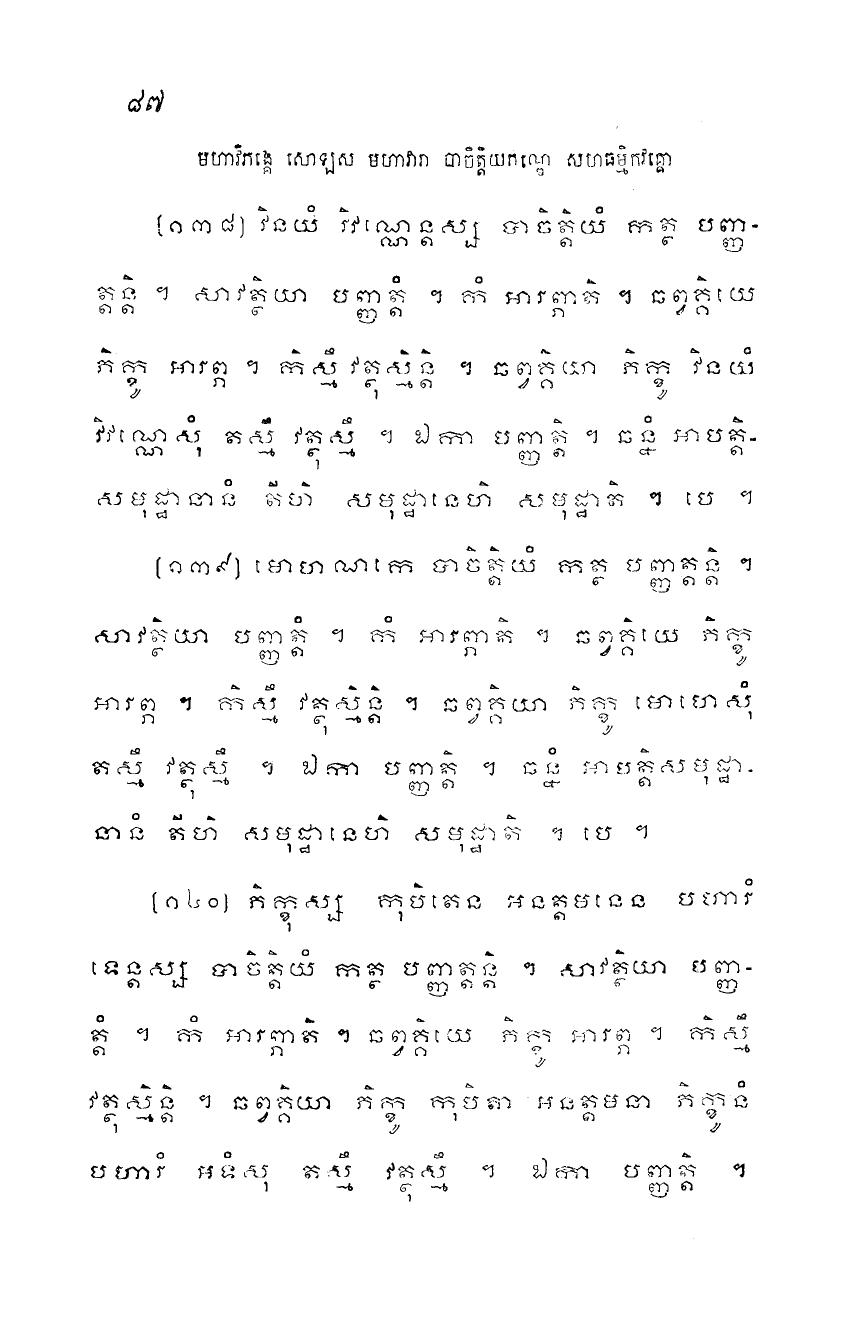 ៨៧
មហាវិភង្គេ សោឡស មហាវារា បាចិត្តិយកណ្ឌេ សហធម្មិកវគ្គោ
(១៣៨) វិនយំ វិវណ្ណេន្តស្ស បាចិត្តិយំ កត្ថ បញ្ញ-
ត្តន្តិ ។ សាវត្ថិយា បញ្ញត្តំ ។ កំ អារព្ភាតិ ។ ឆព្វគ្គិយេ
ភិក្ខូ អារព្ភ ។ កិស្មឹ វត្ថុស្មិន្តិ ។ ឆព្វគ្គិយា ភិក្ខូ វិនយំ
វិវណ្ណេសុំ តស្មឹ វត្ថុស្មឹ ។ ឯកា បញ្ញត្តិ ។ ឆន្នំ អាបត្តិ-
សមុដ្ឋានានំ តីហិ សមុដ្ឋានេហិ សមុដ្ឋាតិ ។ បេ ។
(១៣៩) មោហណកេ បាចិត្តិយំ កត្ថ បញ្ញត្តន្តិ ។
សាវត្ថិយា បញ្ញត្តំ ។ កំ អារព្ភាតិ ។ ឆព្វគ្គិយេ ភិក្ខូ
អារព្ភ ។ កិស្មឹ វត្ថុស្មិន្តិ ។ ឆព្វគ្គិយា ភិក្ខូ មោហេសុំ
តស្មឹ វត្ថុស្មឹ ។ ឯកា បញ្ញត្តិ ។ ឆន្នំ អាបត្តិសមុដ្ឋា-
នានំ តីហិ សមុដ្ឋានេហិ សមុដ្ឋាតិ ។ បេ ។
(១៤០) ភិក្ខុស្ស កុបិតេន អនត្តមនេន បហារំ
ទេន្តស្ស បាចិត្តិយំ កត្ថ បញ្ញត្តន្តិ ។ សាវត្ថិយា បញ្ញ-
ត្តំ ។ កំ អារព្ភាតិ ។ ឆព្វគ្គិយេ ភិក្ខូ អារព្ភ ។ កិស្មឹ
វត្ថុស្មិន្តិ ។ ឆព្វគ្គិយា ភិក្ខូ កុបិតា អនត្តមនា ភិក្ខូនំ
បហារំ អទំសុ តស្មឹ វត្ថុស្មឹ ។ ឯកា បញ្ញត្តិ ។